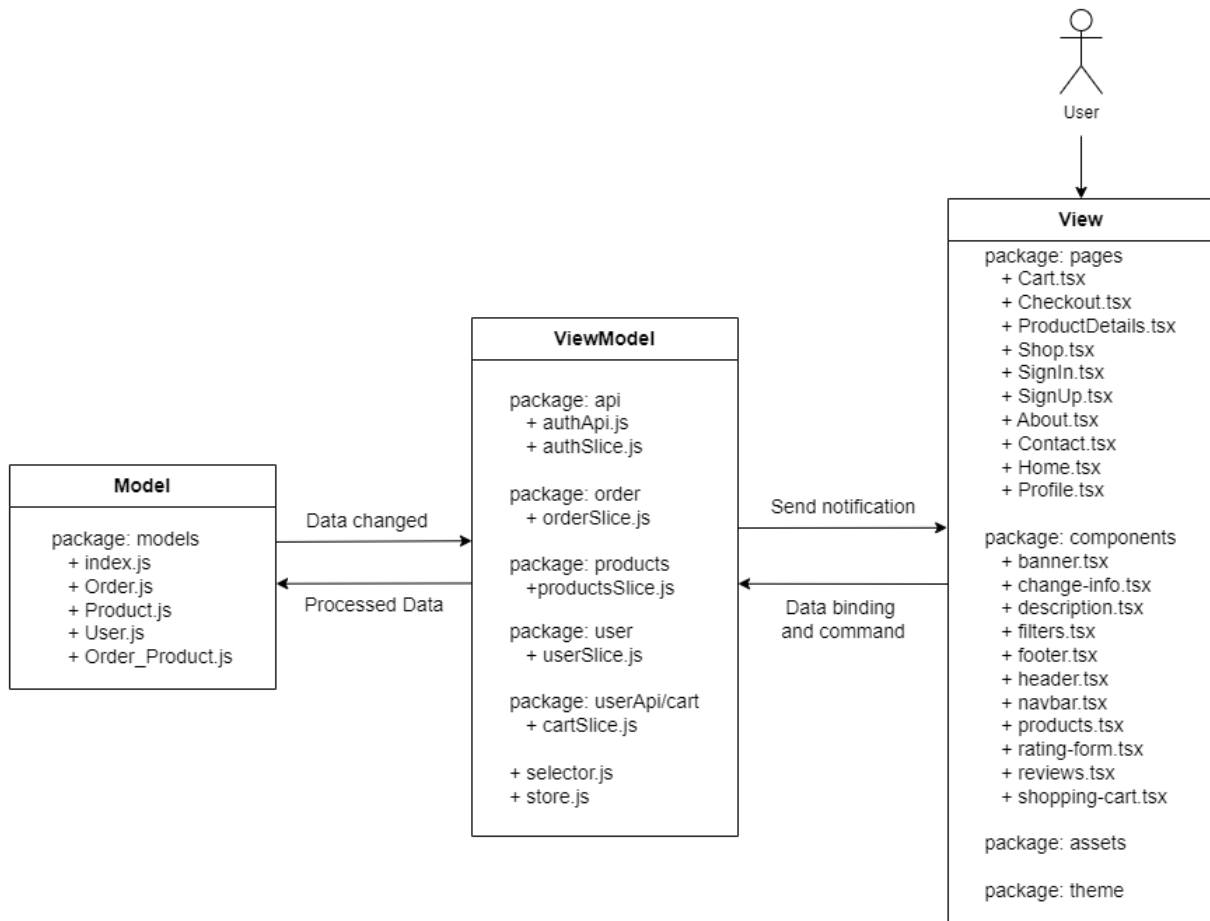 User
View
package: pages
+ Cart.tsx
+ Checkout.tsx
+ ProductDetails.tsx
+ Shop.tsx
+ SignIn.tsx
+ SignUp.tsx
+ About.tsx
+ Contact.tsx
+ Home.tsx
+ Profile.tsx
package: components
+ banner.tsx
+ change-info.tsx
+ description.tsx
+ filters.tsx
+ footer.tsx
+ header.tsx
+ navbar.tsx
+ products.tsx
+ rating-form.tsx
+ reviews.tsx
+ shopping-cart.tsx
package: assets
package: theme
ViewModel
package: api
+ authApi.js
+ authSlice.js
package: order
+ orderSlice.js
package: products
+productsSlice.js
package: user
+ userSlice.js
package: userApi/cart
+ cartSlice.js
+ selector.js
+ store.js
Send notification
Data binding
and command
Model
package: models
+ index.js
+ Order.js
+ Product.js
+ User.js
+ Order_Product.js
Data changed
Processed Data